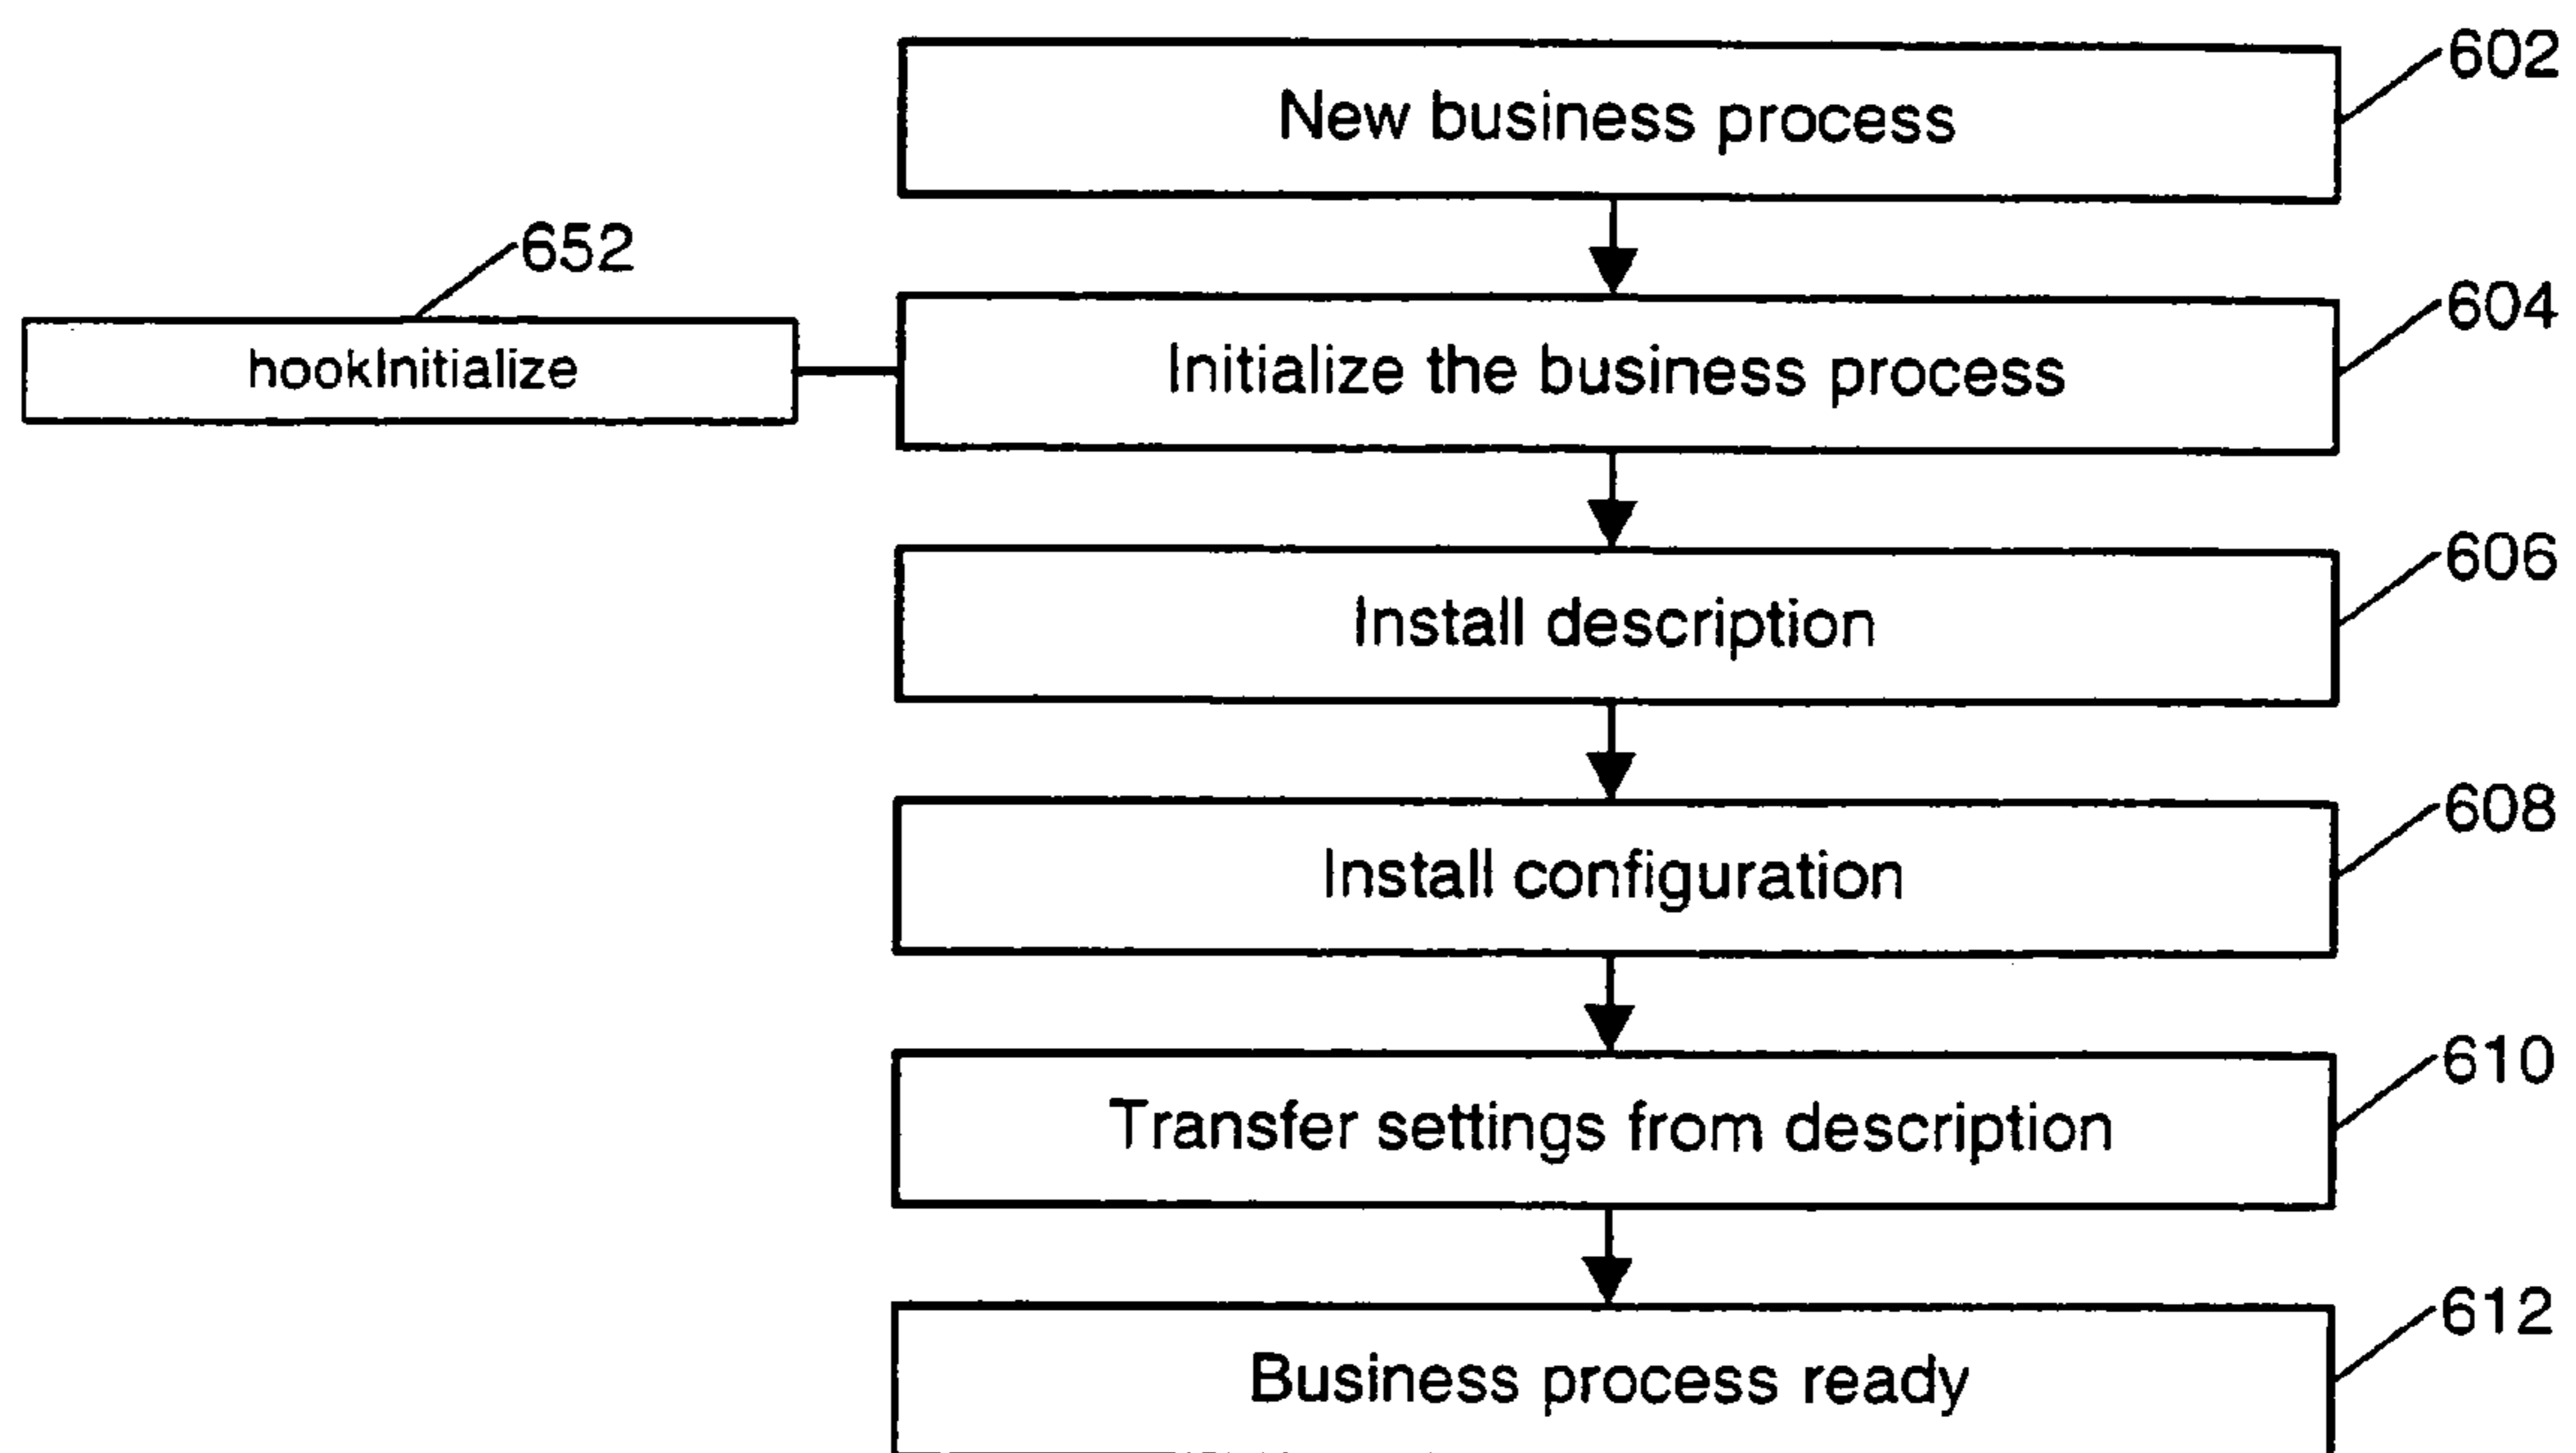 New business process
602
652
hookInitialize
Initialize the business process
604
Install description
606
Install configuration
608
Transfer settings from description
610
Business process ready
612